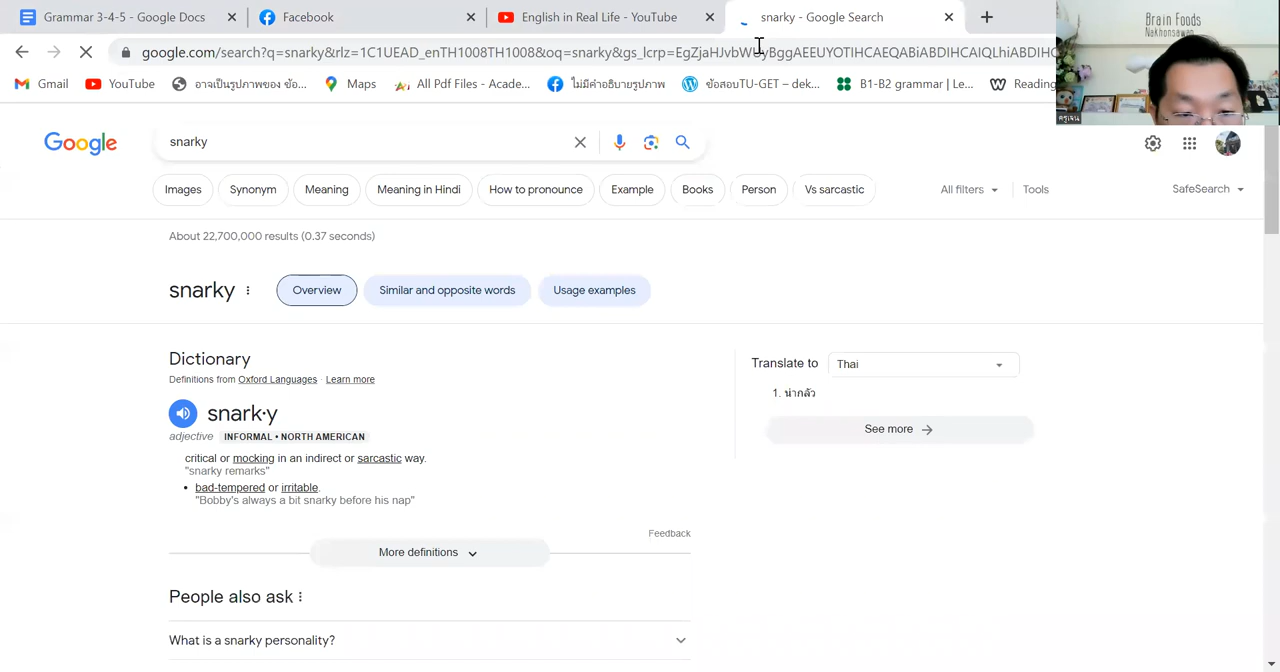 Grammar 3-4-5 - Google Docs
Facebook
English in Real Life - YouTube
snarky - Google Search
google.com/search?q=snarky&rlz=1C1UEAD_enTH1008TH1008&oq=snarky&gs_lcrp=
Gmail
YouTube
อาจเป็นรูปภาพของ ข้อ...
Maps
All Pdf Files - Acade...
ไม่มีคำอธิบายรูปภาพ
ข้อสอบTU-GET – dek...
B1-B2 grammar | Le...
Reading
Brain Foods
Nakhonsawan
ครูเจน
Google
snarky
Images
Synonym
Meaning
Meaning in Hindi
How to pronounce
Example
Books
Person
Vs sarcastic
All filters
Tools
SafeSearch
About 22,700,000 results (0.37 seconds)
snarky
Overview
Similar and opposite words
Usage examples
Dictionary
Definitions from Oxford Languages · Learn more
snark·y
adjective INFORMAL • NORTH AMERICAN
critical or mocking in an indirect or sarcastic way.
"snarky remarks"
• bad-tempered or irritable.
"Bobby's always a bit snarky before his nap"
Feedback
More definitions
Translate to
Thai
1. น่ากลัว
See more
People also ask
What is a snarky personality?